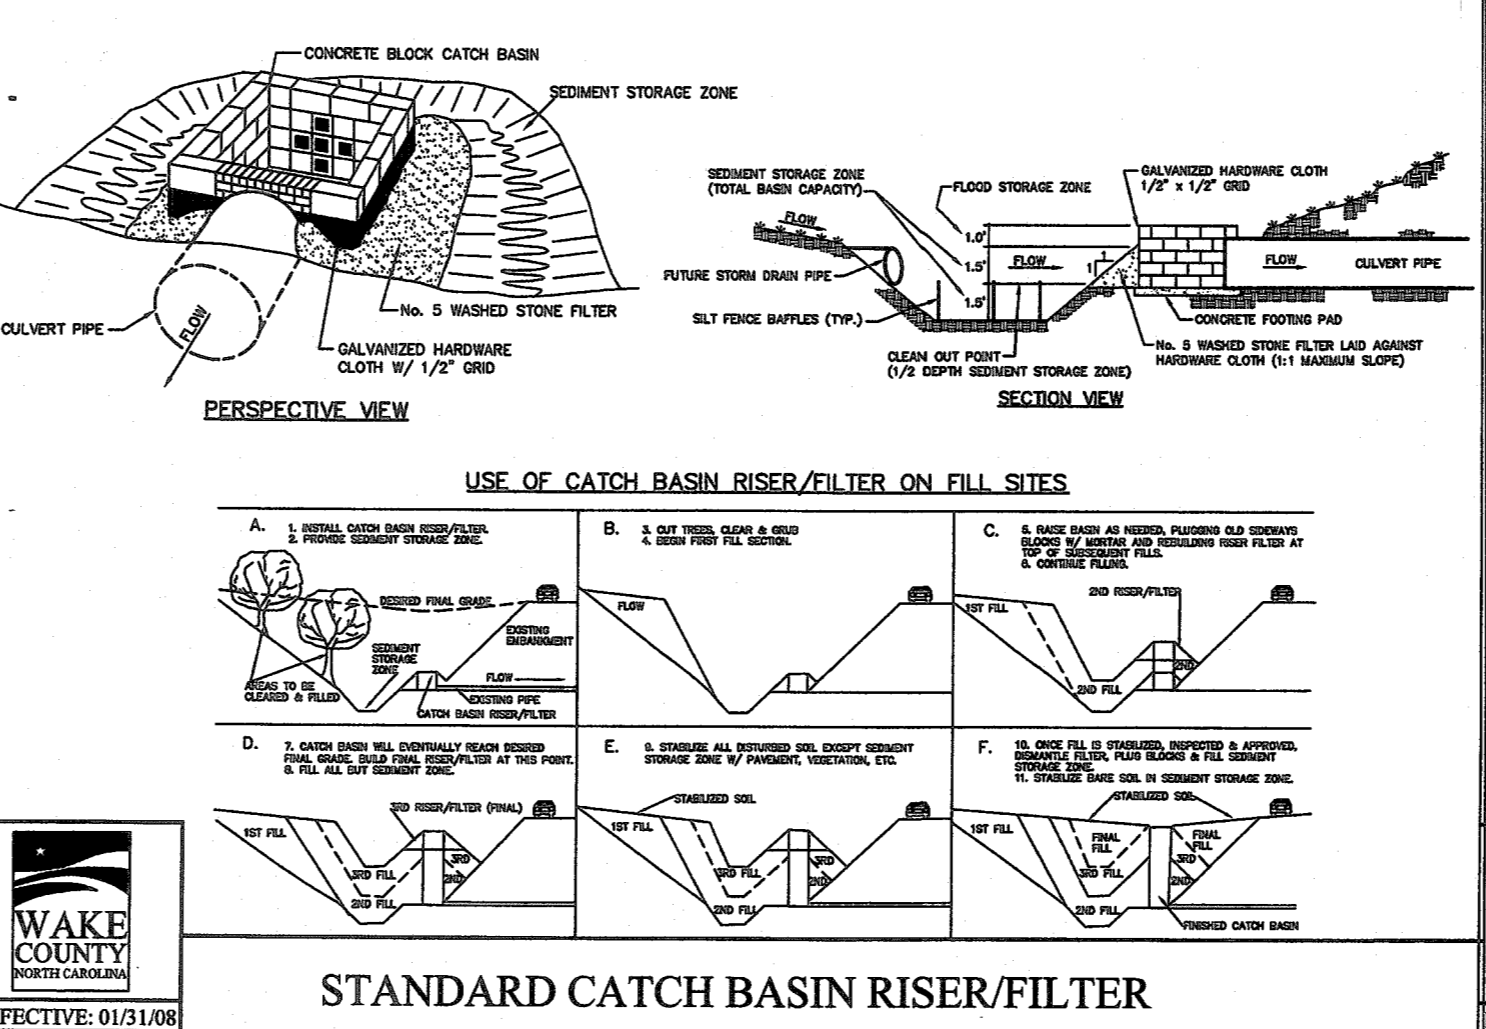 CONCRETE BLOCK CATCH BASIN
SEDIMENT STORAGE ZONE
No. 5 WASHED STONE FILTER
CULVERT PIPE
FLOW
GALVANIZED HARDWARE
CLOTH W/ 1/2" GRID
PERSPECTIVE VIEW
SEDIMENT STORAGE ZONE
(TOTAL BASIN CAPACITY)
FLOOD STORAGE ZONE
GALVANIZED HARDWARE CLOTH
1/2" x 1/2" GRID
FLOW
1.0'
1.5'
FLOW
1
1
FLOW
CULVERT PIPE
FUTURE STORM DRAIN PIPE
1.5'
SILT FENCE BAFFLES (TYP.)
CONCRETE FOOTING PAD
CLEAN OUT POINT
(1/2 DEPTH SEDIMENT STORAGE ZONE)
No. 5 WASHED STONE FILTER LAID AGAINST
HARDWARE CLOTH (1:1 MAXIMUM SLOPE)
SECTION VIEW
USE OF CATCH BASIN RISER/FILTER ON FILL SITES
A.
1. INSTALL CATCH BASIN RISER/FILTER.
2. PROVIDE SEDIMENT STORAGE ZONE.
DESIRED FINAL GRADE
EXISTING
EMBANKMENT
SEDIMENT
STORAGE
ZONE
FLOW
AREAS TO BE
CLEARED & FILLED
EXISTING PIPE
CATCH BASIN RISER/FILTER
B.
3. CUT TREES, CLEAR & GRUB
4. BEGIN FIRST FILL SECTION.
FLOW
C.
5. RAISE BASIN AS NEEDED, PLUGGING OLD SIDEWAYS
BLOCKS W/ MORTAR AND REBUILDING RISER FILTER AT
TOP OF SUBSEQUENT FILLS.
6. CONTINUE FILLING.
2ND RISER/FILTER
1ST FILL
2ND
2ND FILL
D.
7. CATCH BASIN WILL EVENTUALLY REACH DESIRED
FINAL GRADE. BUILD FINAL RISER/FILTER AT THIS POINT.
8. FILL ALL BUT SEDIMENT ZONE.
3RD RISER/FILTER (FINAL)
1ST FILL
3RD
3RD FILL
2ND
2ND FILL
E.
9. STABILIZE ALL DISTURBED SOIL EXCEPT SEDIMENT
STORAGE ZONE W/ PAVEMENT, VEGETATION, ETC.
STABILIZED SOIL
1ST FILL
3RD
3RD FILL
2ND
2ND FILL
F.
10. ONCE FILL IS STABILIZED, INSPECTED & APPROVED,
DISMANTLE FILTER, PLUG BLOCKS & FILL SEDIMENT
STORAGE ZONE.
11. STABILIZE BARE SOIL IN SEDIMENT STORAGE ZONE.
STABILIZED SOIL
1ST FILL
FINAL
FILL
FINAL
FILL
3RD
3RD FILL
2ND
2ND FILL
FINISHED CATCH BASIN
WAKE
COUNTY
NORTH CAROLINA
FECTIVE: 01/31/08
STANDARD CATCH BASIN RISER/FILTER